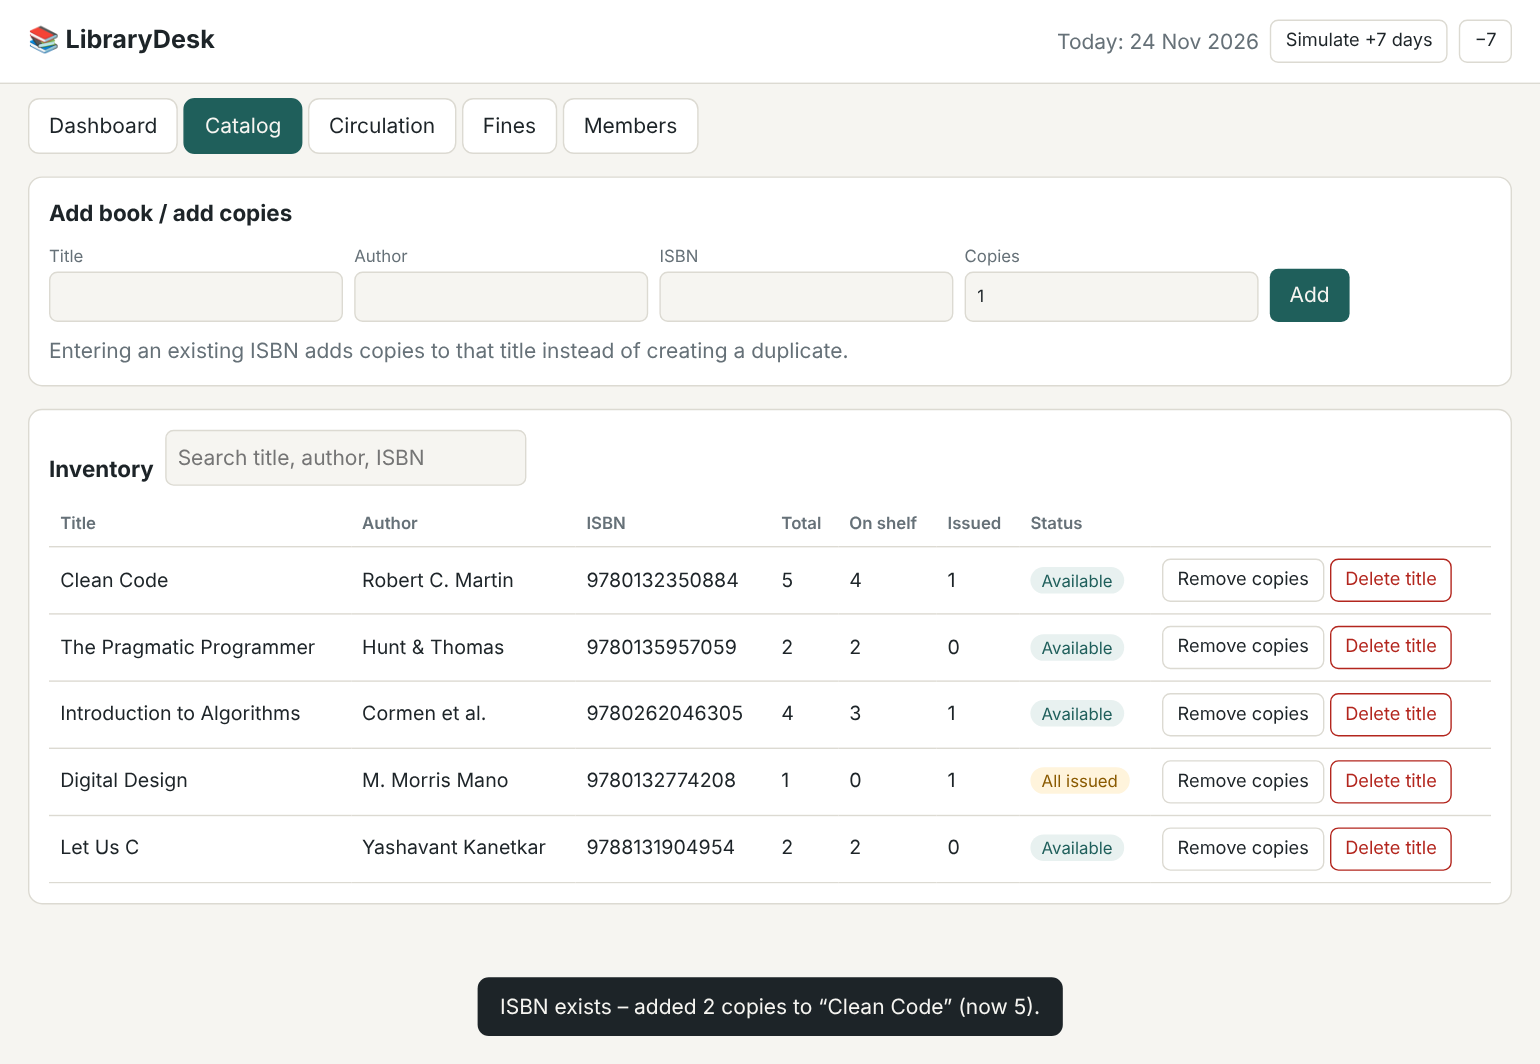 📚 LibraryDesk
Today: 24 Nov 2026 Simulate +7 days −7
Dashboard Catalog Circulation Fines Members
Add book / add copies
Title Author ISBN Copies
1 Add
Entering an existing ISBN adds copies to that title instead of creating a duplicate.
Inventory Search title, author, ISBN
Title Author ISBN Total On shelf Issued Status
Clean Code Robert C. Martin 9780132350884 5 4 1 Available Remove copies Delete title
The Pragmatic Programmer Hunt & Thomas 9780135957059 2 2 0 Available Remove copies Delete title
Introduction to Algorithms Cormen et al. 9780262046305 4 3 1 Available Remove copies Delete title
Digital Design M. Morris Mano 9780132774208 1 0 1 All issued Remove copies Delete title
Let Us C Yashavant Kanetkar 9788131904954 2 2 0 Available Remove copies Delete title
ISBN exists – added 2 copies to “Clean Code” (now 5).